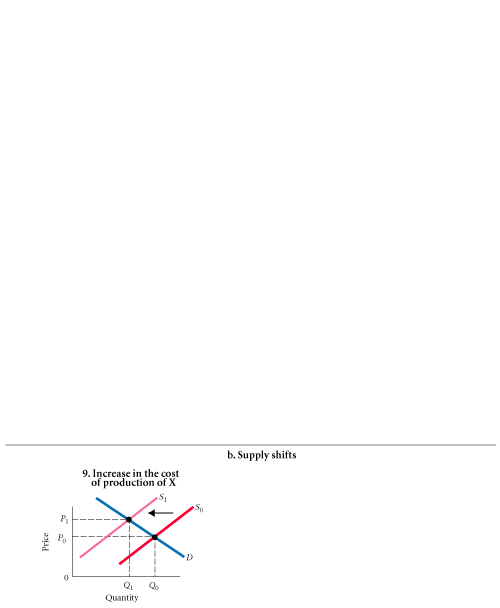 b. Supply shifts
9. Increase in the cost
of production of X
S1
S0
P1
P0
Price
D
0
Q1 Q0
Quantity